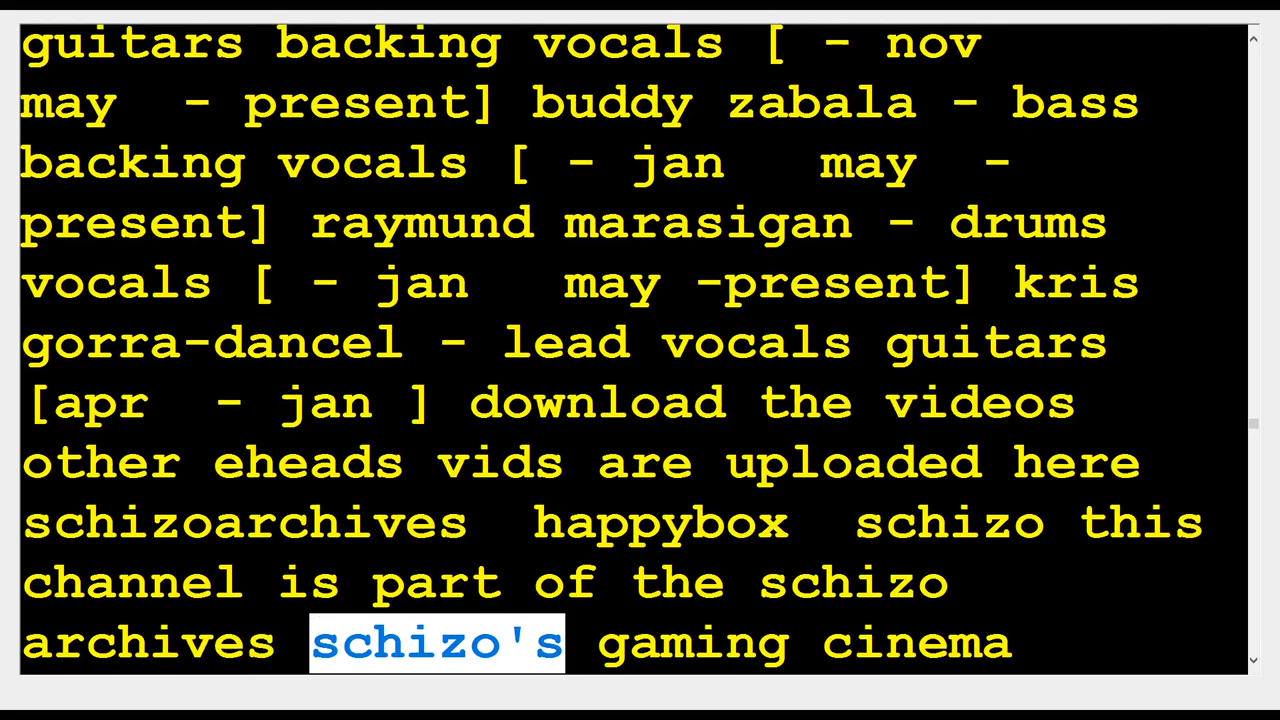 guitars backing vocals [ - nov
may - present] buddy zabala - bass
backing vocals [ - jan may -
present] raymund marasigan - drums
vocals [ - jan may -present] kris
gorra-dancel - lead vocals guitars
[apr - jan ] download the videos
other eheads vids are uploaded here
schizoarchives happybox schizo this
channel is part of the schizo
archives schizo's gaming cinema